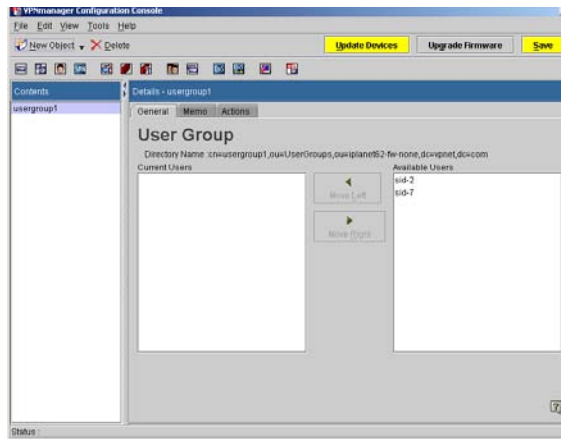 VPNmanager Configuration Console
File Edit View Tools Help
New Object Delete Update Devices Upgrade Firmware Save
Contents
Details - usergroup1
usergroup1
General Memo Actions
User Group
Directory Name :cn=usergroup1,ou=UserGroups,ou=iplanet62-fw-none,dc=vpnet,dc=com
Current Users
Available Users
Move Left
Move Right
sid-2
sid-7
Status :